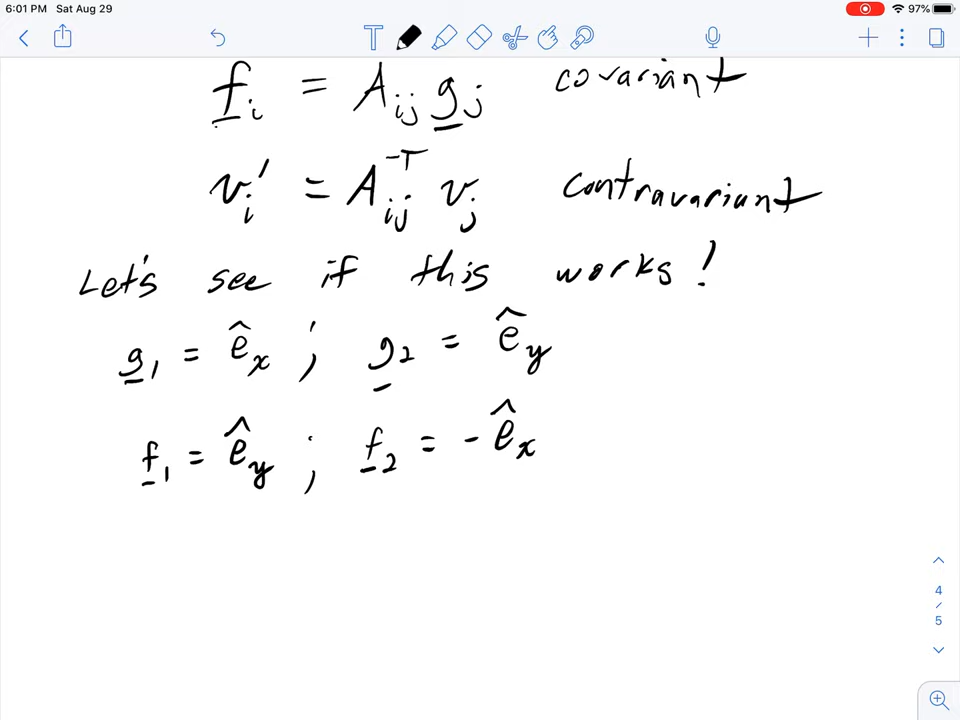 6:01 PM Sat Aug 29 97%
T
f_i = A_ij g_j covariant
v_i' = A_ij^-T v_j contravariant
Let's see if this works!
g_1 = ê_x ; g_2 = ê_y
f_1 = ê_y ; f_2 = - ê_x
4
/
5